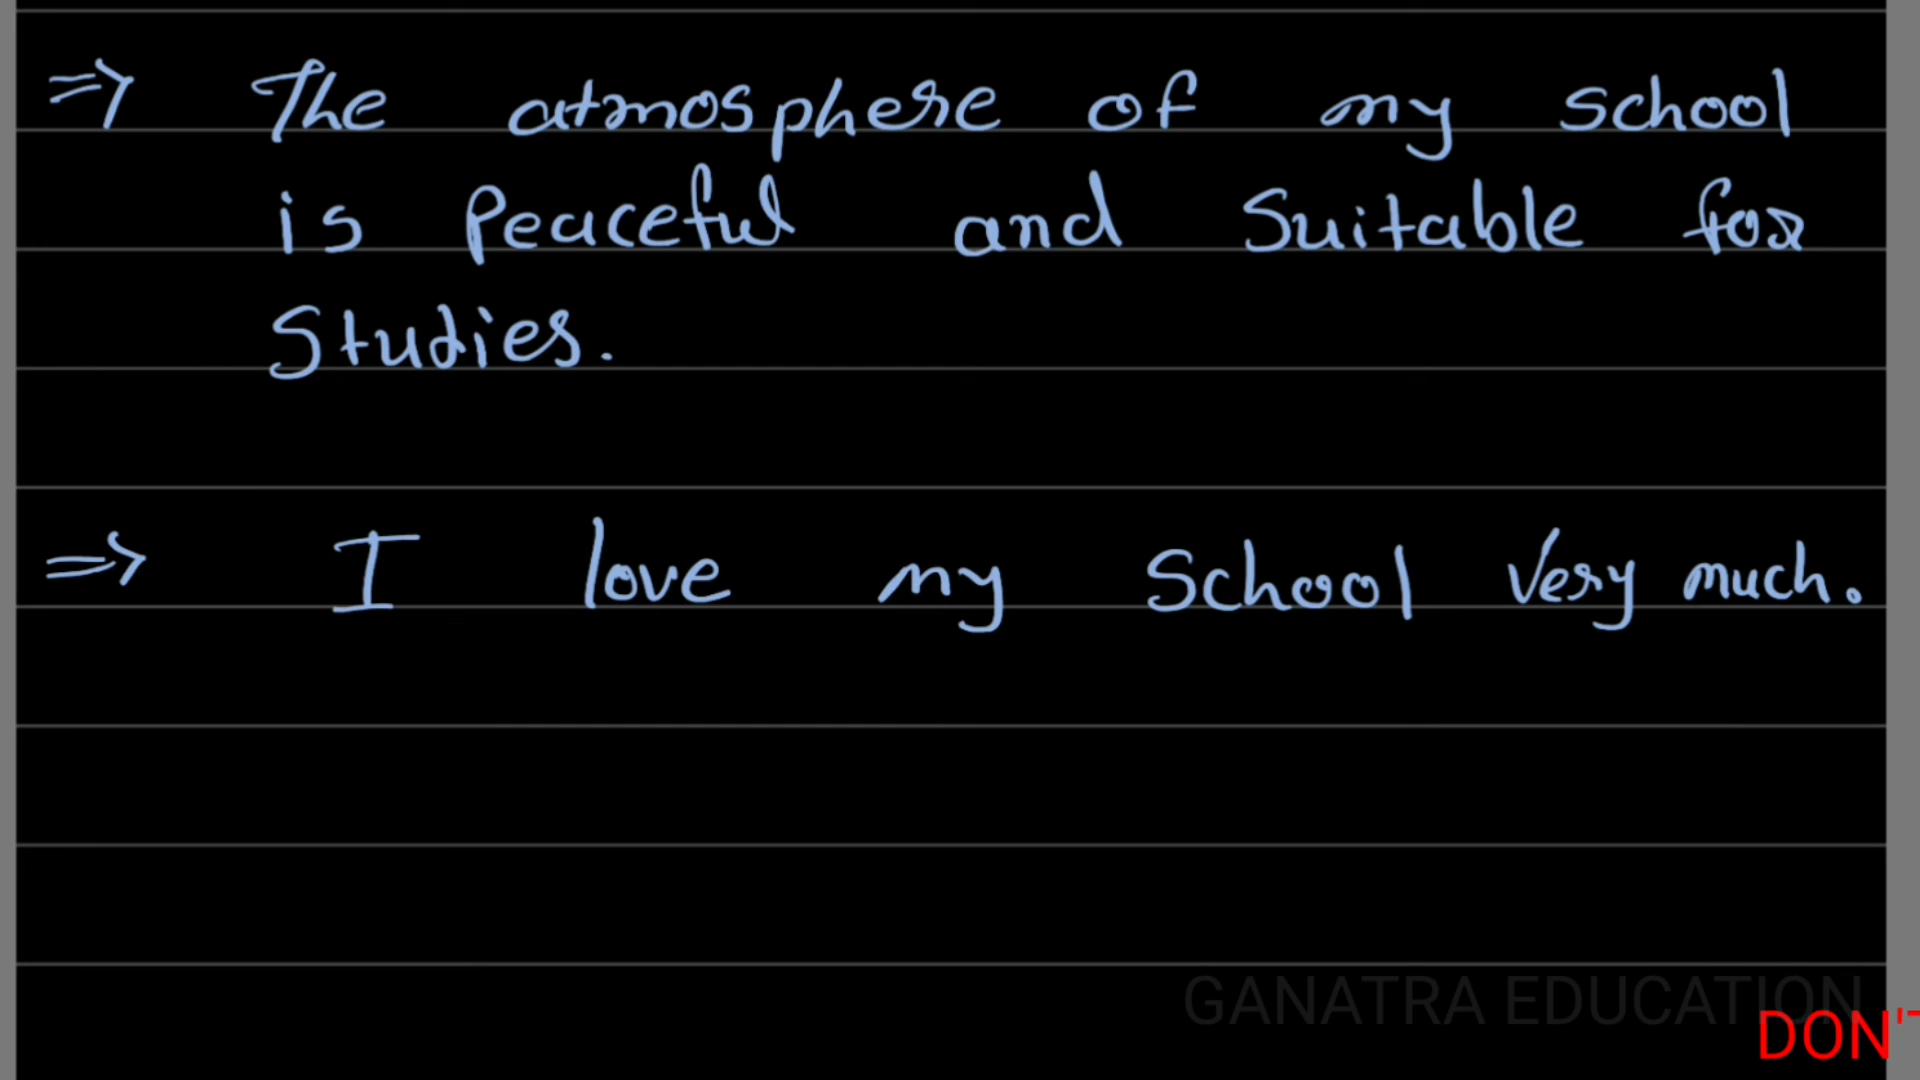 ⇒ The atmosphere of my school
is Peaceful and Suitable for
Studies.
⇒ I love my School Very much.
GANATRA EDUCATION
DON'T